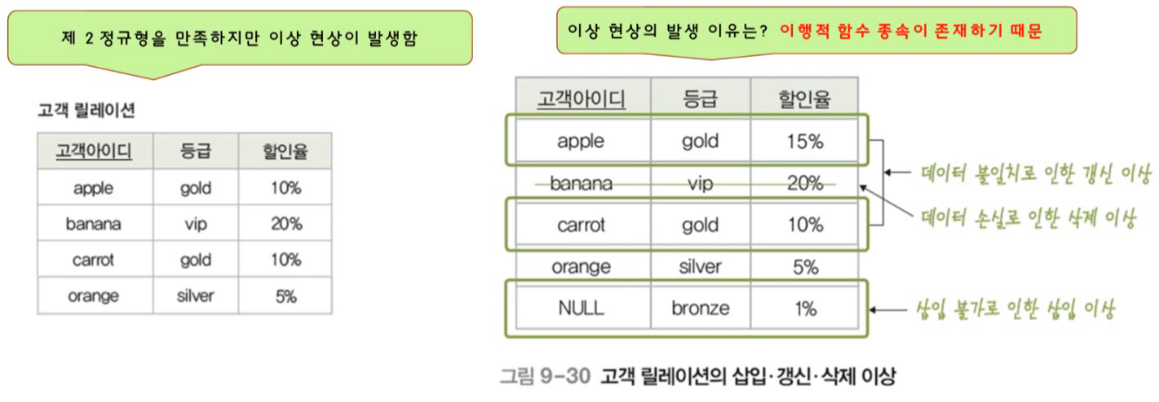 제 2 정규형을 만족하지만 이상 현상이 발생함
고객 릴레이션
고객아이디 등급 할인율
apple gold 10%
banana vip 20%
carrot gold 10%
orange silver 5%
이상 현상의 발생 이유는? 이행적 함수 종속이 존재하기 때문
고객아이디 등급 할인율
apple gold 15%
banana vip 20%
carrot gold 10%
orange silver 5%
NULL bronze 1%
데이터 불일치로 인한 갱신 이상
데이터 손실로 인한 삭제 이상
삽입 불가로 인한 삽입 이상
그림 9-30 고객 릴레이션의 삽입·갱신·삭제 이상